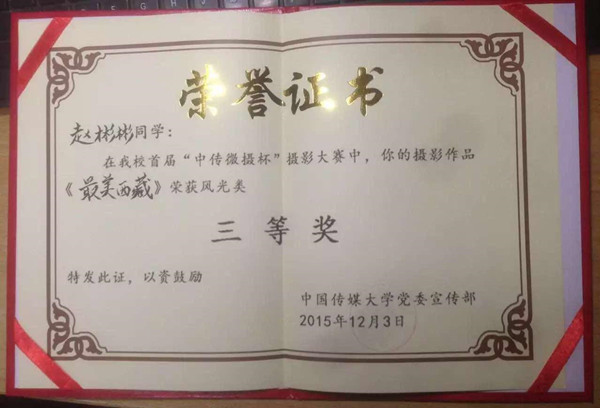 荣誉证书
赵彬彬同学：
在我校首届“中传微摄杯”摄影大赛中，你的摄影作品
《最美西藏》荣获风光类
三等奖
特发此证，以资鼓励
中国传媒大学党委宣传部
2015年12月3日